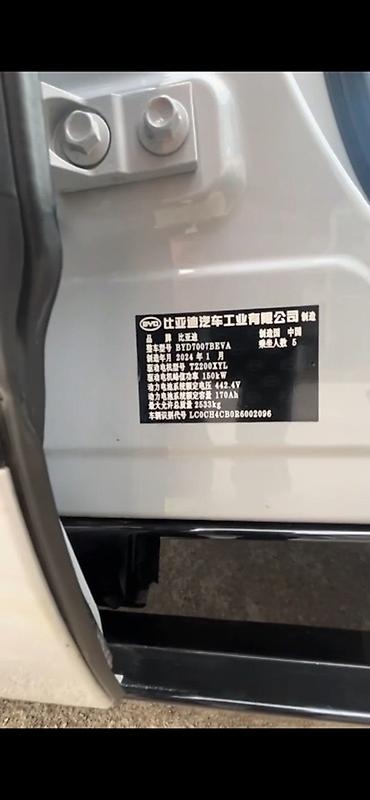 BYD 比亚迪汽车工业有限公司 制造
品 牌 比亚迪 制造国 中国
整车型号 BYD7007BEVA 乘坐人数 5
制造年月 2024 年 1 月
驱动电机型号 TZ200XYL
驱动电机峰值功率 150kW
动力电池系统额定电压 442.4V
动力电池系统额定容量 170Ah
最大允许总质量 2533kg
车辆识别代号 LC0CH4CB0R6002096